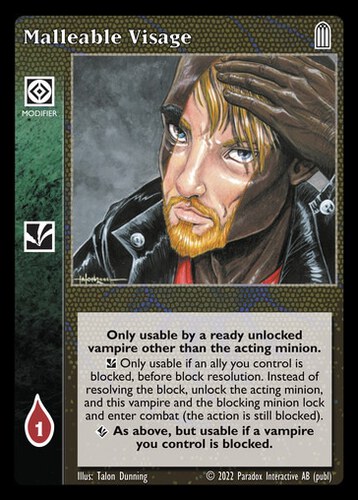 Malleable Visage
MODIFIER
Only usable by a ready unlocked
vampire other than the acting minion.
Only usable if an ally you control is
blocked, before block resolution. Instead of
resolving the block, unlock the acting minion,
and this vampire and the blocking minion lock
and enter combat (the action is still blocked).
As above, but usable if a vampire
you control is blocked.
1
Illus: Talon Dunning © 2022 Paradox Interactive AB (publ)